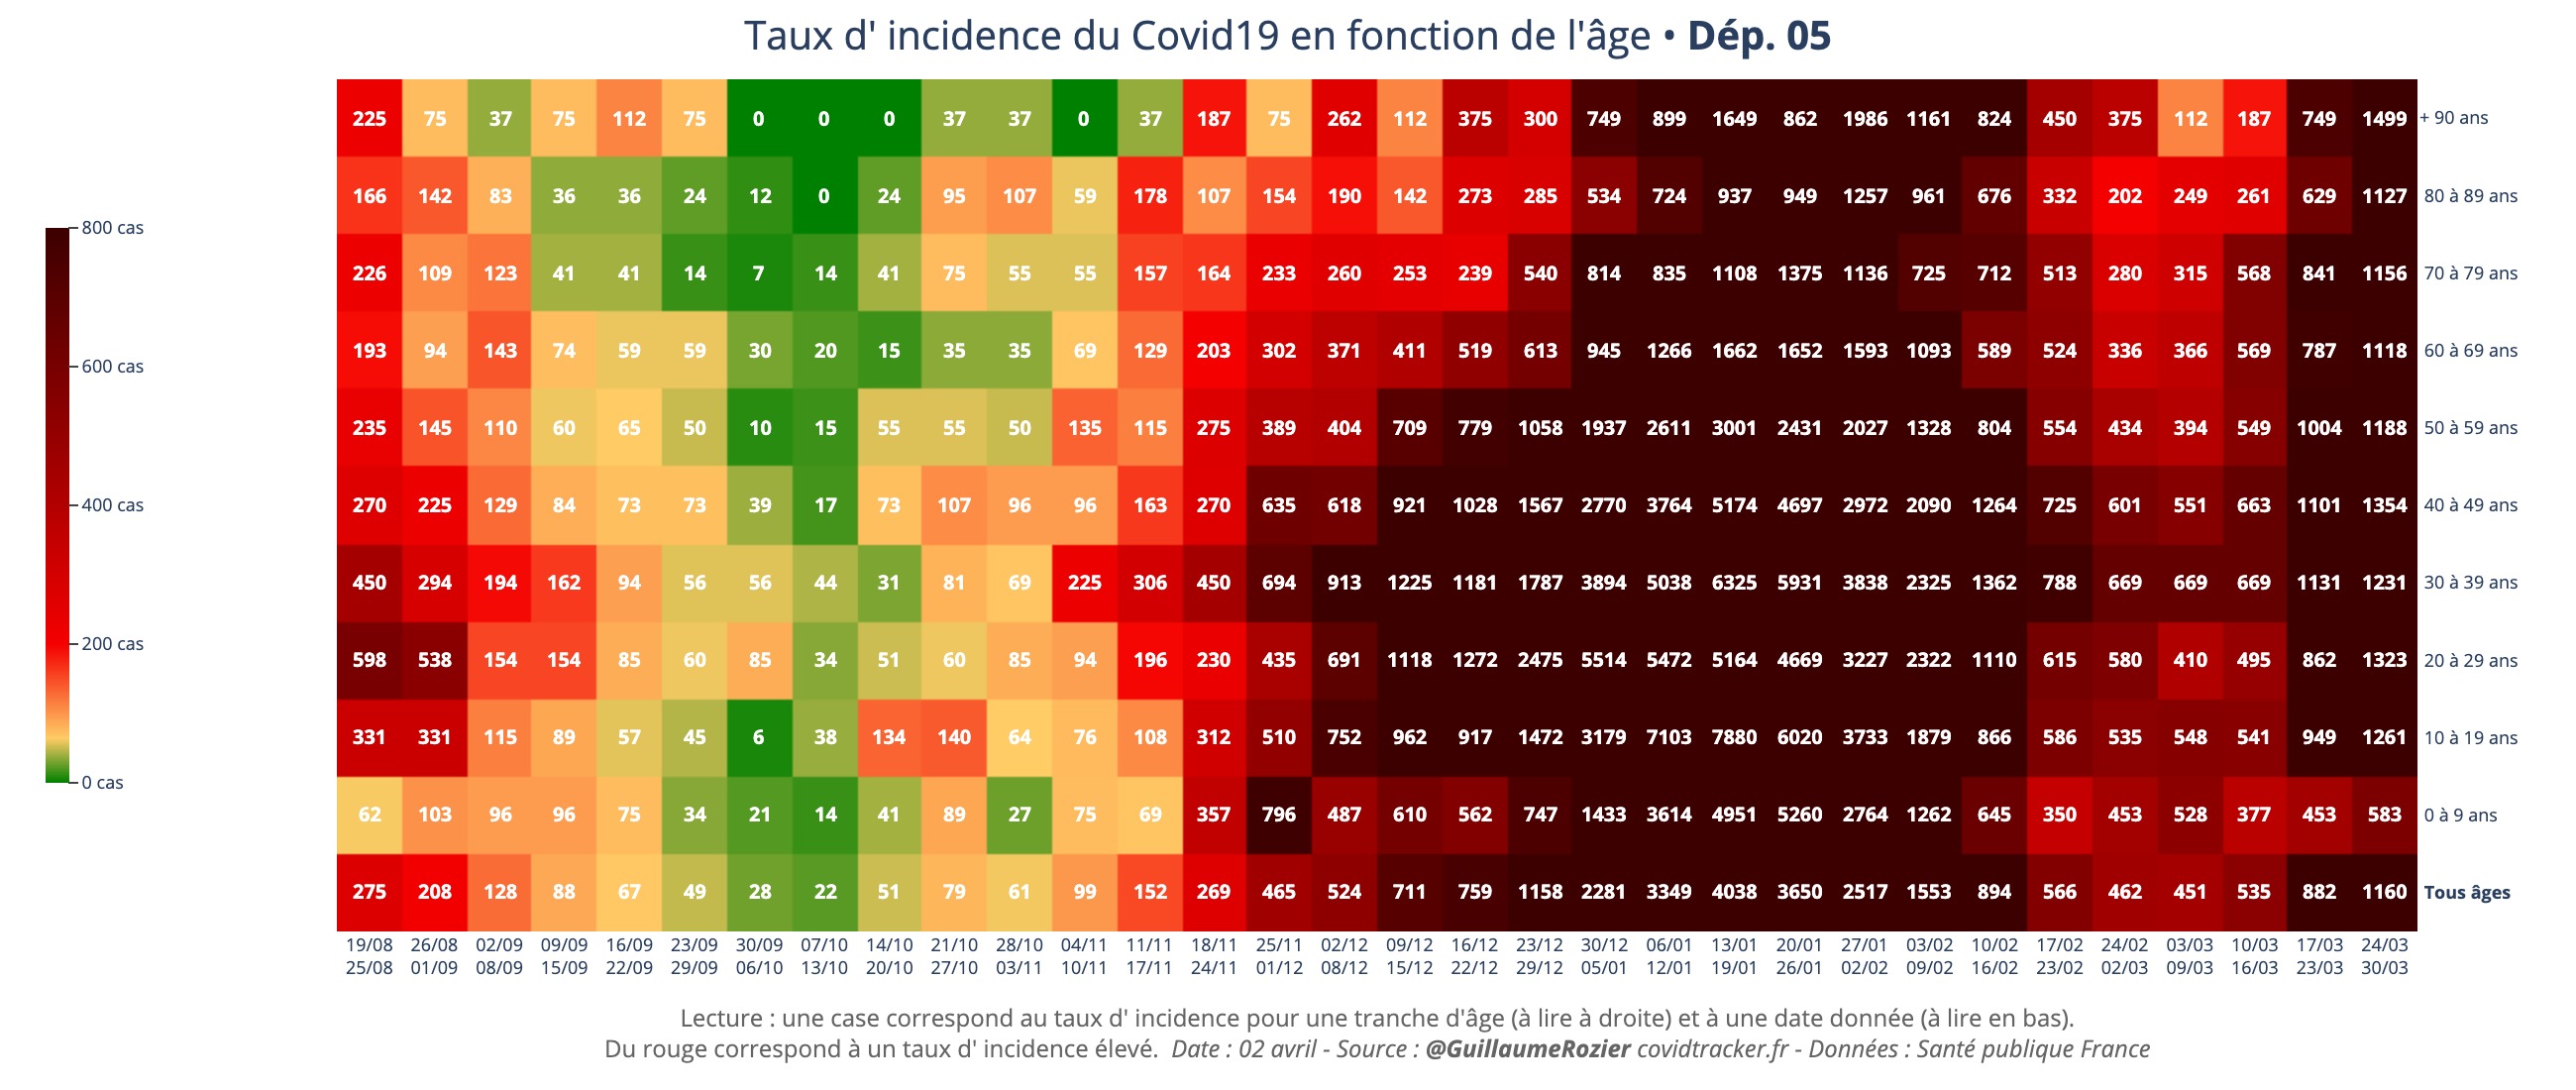 Taux d' incidence du Covid19 en fonction de l'âge • Dép. 05
225 75 37 75 112 75 0 0 0 37 37 0 37 187 75 262 112 375 300 749 899 1649 862 1986 1161 824 450 375 112 187 749 1499 + 90 ans
166 142 83 36 36 24 12 0 24 95 107 59 178 107 154 190 142 273 285 534 724 937 949 1257 961 676 332 202 249 261 629 1127 80 à 89 ans
800 cas
226 109 123 41 41 14 7 14 41 75 55 55 157 164 233 260 253 239 540 814 835 1108 1375 1136 725 712 513 280 315 568 841 1156 70 à 79 ans
193 94 143 74 59 59 30 20 15 35 35 69 129 203 302 371 411 519 613 945 1266 1662 1652 1593 1093 589 524 336 366 569 787 1118 60 à 69 ans
600 cas
235 145 110 60 65 50 10 15 55 55 50 135 115 275 389 404 709 779 1058 1937 2611 3001 2431 2027 1328 804 554 434 394 549 1004 1188 50 à 59 ans
400 cas
270 225 129 84 73 73 39 17 73 107 96 96 163 270 635 618 921 1028 1567 2770 3764 5174 4697 2972 2090 1264 725 601 551 663 1101 1354 40 à 49 ans
450 294 194 162 94 56 56 44 31 81 69 225 306 450 694 913 1225 1181 1787 3894 5038 6325 5931 3838 2325 1362 788 669 669 669 1131 1231 30 à 39 ans
200 cas
598 538 154 154 85 60 85 34 51 60 85 94 196 230 435 691 1118 1272 2475 5514 5472 5164 4669 3227 2322 1110 615 580 410 495 862 1323 20 à 29 ans
331 331 115 89 57 45 6 38 134 140 64 76 108 312 510 752 962 917 1472 3179 7103 7880 6020 3733 1879 866 586 535 548 541 949 1261 10 à 19 ans
0 cas
62 103 96 96 75 34 21 14 41 89 27 75 69 357 796 487 610 562 747 1433 3614 4951 5260 2764 1262 645 350 453 528 377 453 583 0 à 9 ans
275 208 128 88 67 49 28 22 51 79 61 99 152 269 465 524 711 759 1158 2281 3349 4038 3650 2517 1553 894 566 462 451 535 882 1160 Tous âges
19/08 26/08 02/09 09/09 16/09 23/09 30/09 07/10 14/10 21/10 28/10 04/11 11/11 18/11 25/11 02/12 09/12 16/12 23/12 30/12 06/01 13/01 20/01 27/01 03/02 10/02 17/02 24/02 03/03 10/03 17/03 24/03
25/08 01/09 08/09 15/09 22/09 29/09 06/10 13/10 20/10 27/10 03/11 10/11 17/11 24/11 01/12 08/12 15/12 22/12 29/12 05/01 12/01 19/01 26/01 02/02 09/02 16/02 23/02 02/03 09/03 16/03 23/03 30/03
Lecture : une case correspond au taux d' incidence pour une tranche d'âge (à lire à droite) et à une date donnée (à lire en bas).
Du rouge correspond à un taux d' incidence élevé. Date : 02 avril - Source : @GuillaumeRozier covidtracker.fr - Données : Santé publique France